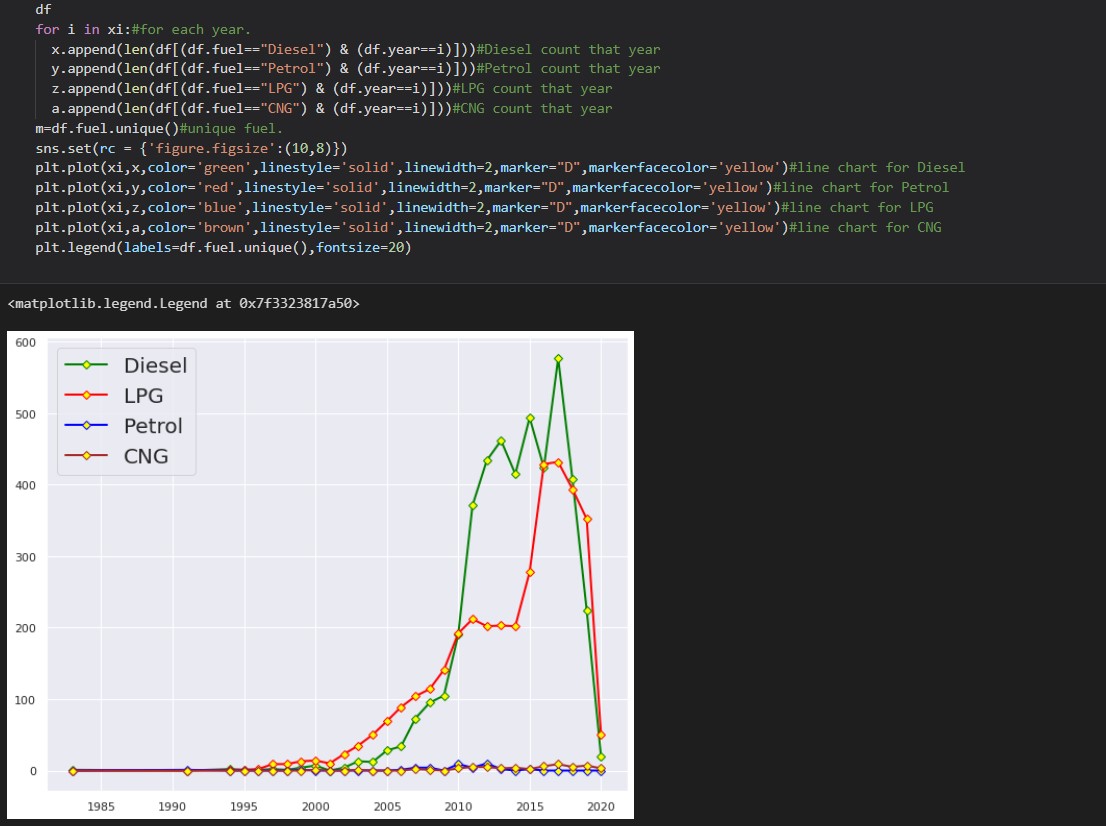 df
for i in xi:#for each year.
x.append(len(df[(df.fuel=="Diesel") & (df.year==i)]))#Diesel count that year
y.append(len(df[(df.fuel=="Petrol") & (df.year==i)]))#Petrol count that year
z.append(len(df[(df.fuel=="LPG") & (df.year==i)]))#LPG count that year
a.append(len(df[(df.fuel=="CNG") & (df.year==i)]))#CNG count that year
m=df.fuel.unique()#unique fuel.
sns.set(rc = {'figure.figsize':(10,8)})
plt.plot(xi,x,color='green',linestyle='solid',linewidth=2,marker="D",markerfacecolor='yellow')#line chart for Diesel
plt.plot(xi,y,color='red',linestyle='solid',linewidth=2,marker="D",markerfacecolor='yellow')#line chart for Petrol
plt.plot(xi,z,color='blue',linestyle='solid',linewidth=2,marker="D",markerfacecolor='yellow')#line chart for LPG
plt.plot(xi,a,color='brown',linestyle='solid',linewidth=2,marker="D",markerfacecolor='yellow')#line chart for CNG
plt.legend(labels=df.fuel.unique(),fontsize=20)
<matplotlib.legend.Legend at 0x7f3323817a50>
600
500
400
300
200
100
0
Diesel
LPG
Petrol
CNG
1985 1990 1995 2000 2005 2010 2015 2020